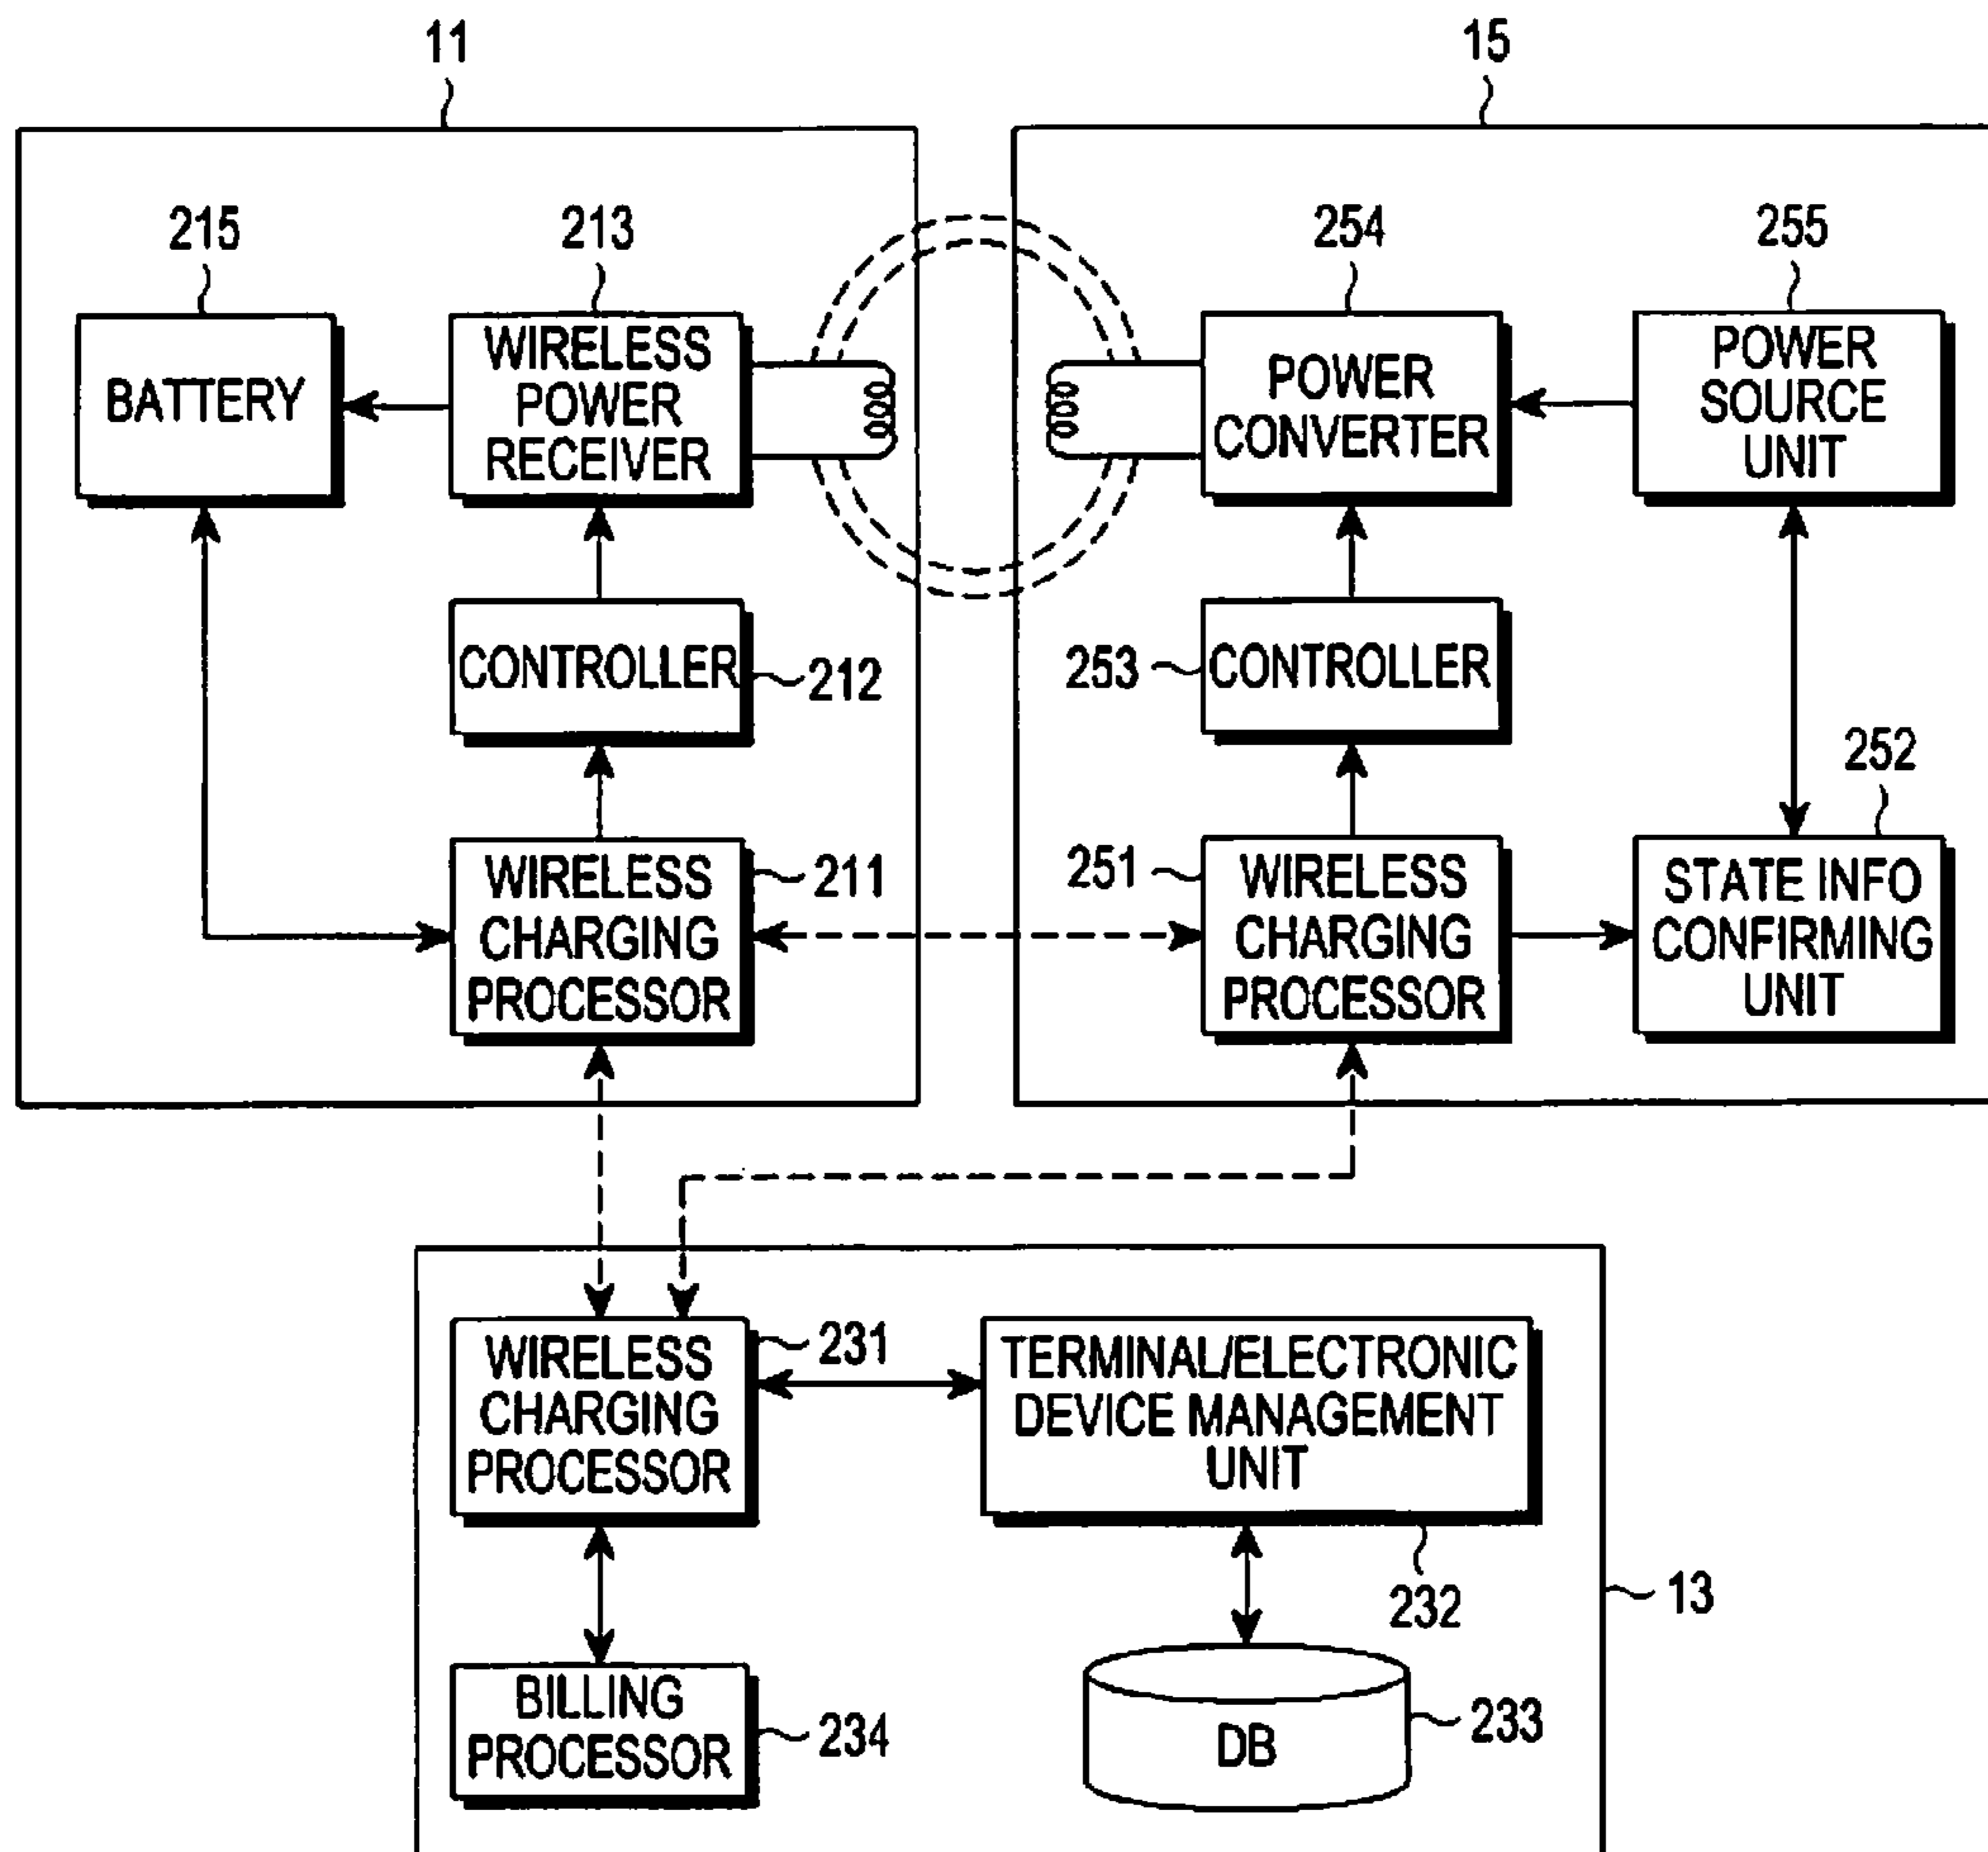 11
15
215
213
254
255
BATTERY
WIRELESS
POWER
RECEIVER
POWER
CONVERTER
POWER
SOURCE
UNIT
CONTROLLER
212
253
CONTROLLER
252
WIRELESS
CHARGING
PROCESSOR
211
251
WIRELESS
CHARGING
PROCESSOR
STATE INFO
CONFIRMING
UNIT
WIRELESS
CHARGING
PROCESSOR
231
TERMINAL/ELECTRONIC
DEVICE MANAGEMENT
UNIT
232
13
BILLING
PROCESSOR
234
DB
233